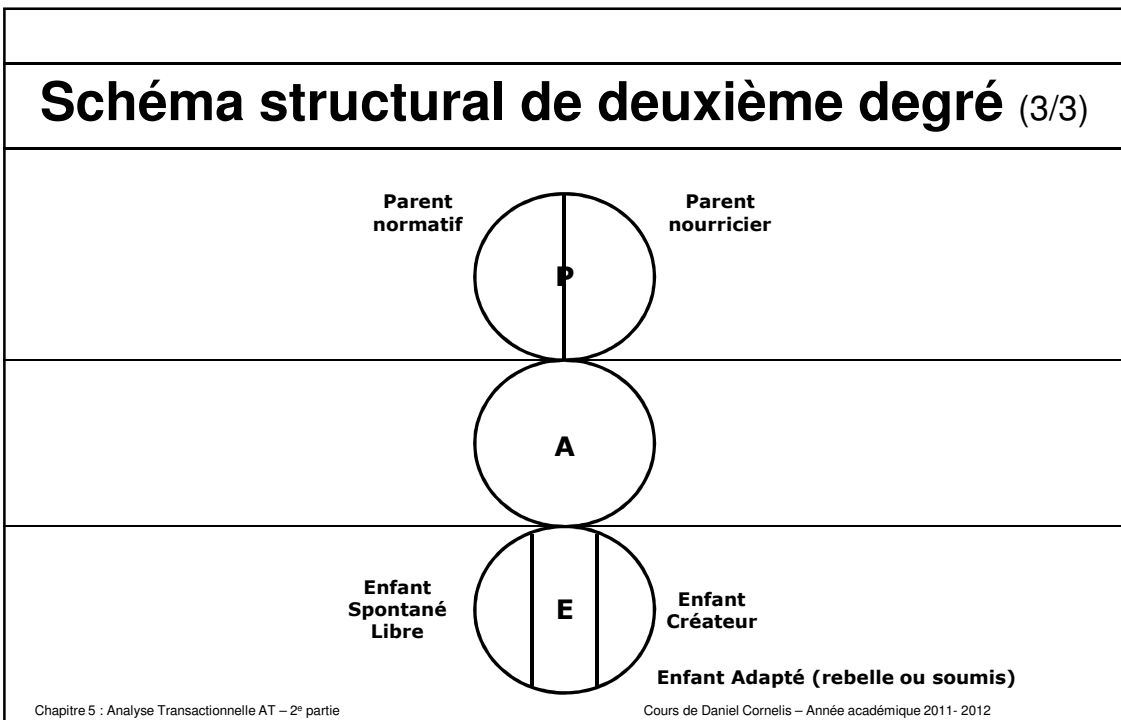 Schéma structural de deuxième degré (3/3)
Parent
normatif
Parent
nourricier
P
A
Enfant
Spontané
Libre
E
Enfant
Créateur
Enfant Adapté (rebelle ou soumis)
Chapitre 5 : Analyse Transactionnelle AT – 2e partie
Cours de Daniel Cornelis – Année académique 2011- 2012